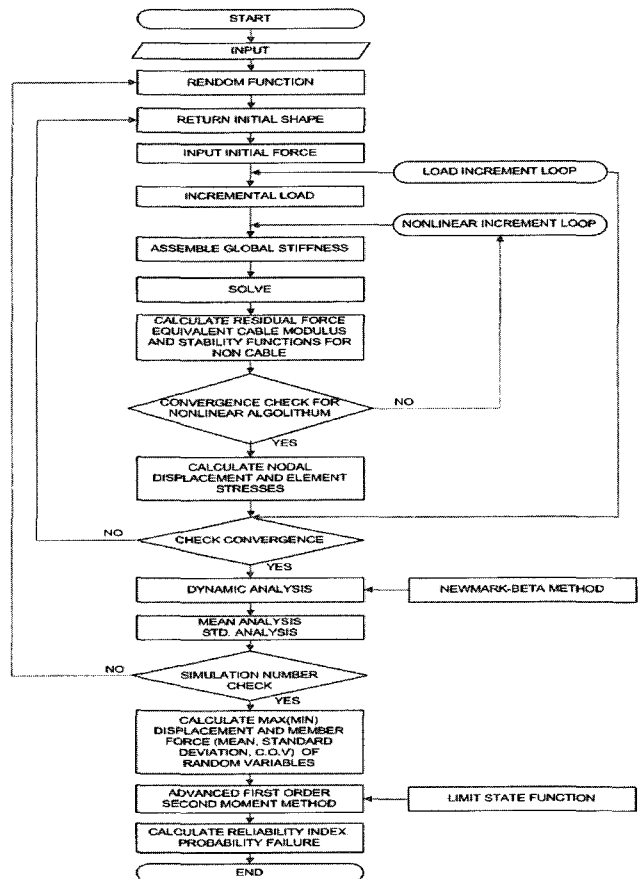 START
INPUT
RENDOM FUNCTION
RETURN INITIAL SHAPE
INPUT INITIAL FORCE
LOAD INCREMENT LOOP
INCREMENTAL LOAD
NONLINEAR INCREMENT LOOP
ASSEMBLE GLOBAL STIFFNESS
SOLVE
CALCULATE RESIDUAL FORCE
EQUIVALENT CABLE MODULUS
AND STABILITY FUNCTIONS FOR
NON CABLE
CONVERGENCE CHECK FOR
NONLINEAR ALGOLITHUM
NO
YES
CALCULATE NODAL
DISPLACEMENT AND ELEMENT
STRESSES
NO
CHECK CONVERGENCE
YES
DYNAMIC ANALYSIS
NEWMARK-BETA METHOD
MEAN ANALYSIS
STD. ANALYSIS
NO
SIMULATION NUMBER
CHECK
YES
CALCULATE MAX(MIN)
DISPLACEMENT AND MEMBER
FORCE (MEAN, STANDARD
DEVIATION, C.O.V) OF
RANDOM VARIABLES
ADVANCED FIRST ORDER
SECOND MOMENT METHOD
LIMIT STATE FUNCTION
CALCULATE RELIABILITY INDEX.
PROBABILITY FAILURE
END